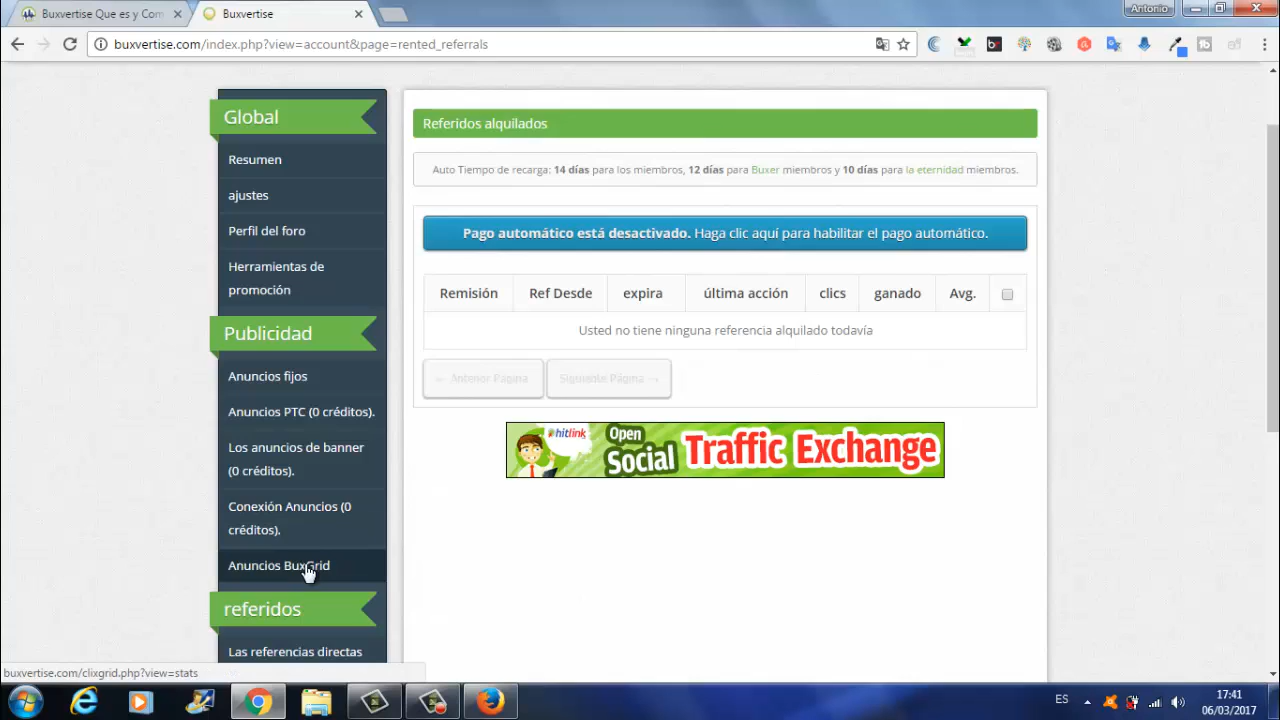 Buxvertise Que es y Com
Buxvertise
Antonio
buxvertise.com/index.php?view=account&page=rented_referrals
Global
Resumen
ajustes
Perfil del foro
Herramientas de
promoción
Publicidad
Anuncios fijos
Anuncios PTC (0 créditos).
Los anuncios de banner
(0 créditos).
Conexión Anuncios (0
créditos).
Anuncios BuxGrid
referidos
Las referencias directas
Referidos alquilados
Auto Tiempo de recarga: 14 días para los miembros, 12 días para Buxer miembros y 10 días para la eternidad miembros.
Pago automático está desactivado. Haga clic aquí para habilitar el pago automático.
Remisión Ref Desde expira última acción clics ganado Avg.
Usted no tiene ninguna referencia alquilado todavía
← Anterior Página Siguiente Página →
hitlink Open Social Traffic Exchange
buxvertise.com/clixgrid.php?view=stats
ES
17:41
06/03/2017